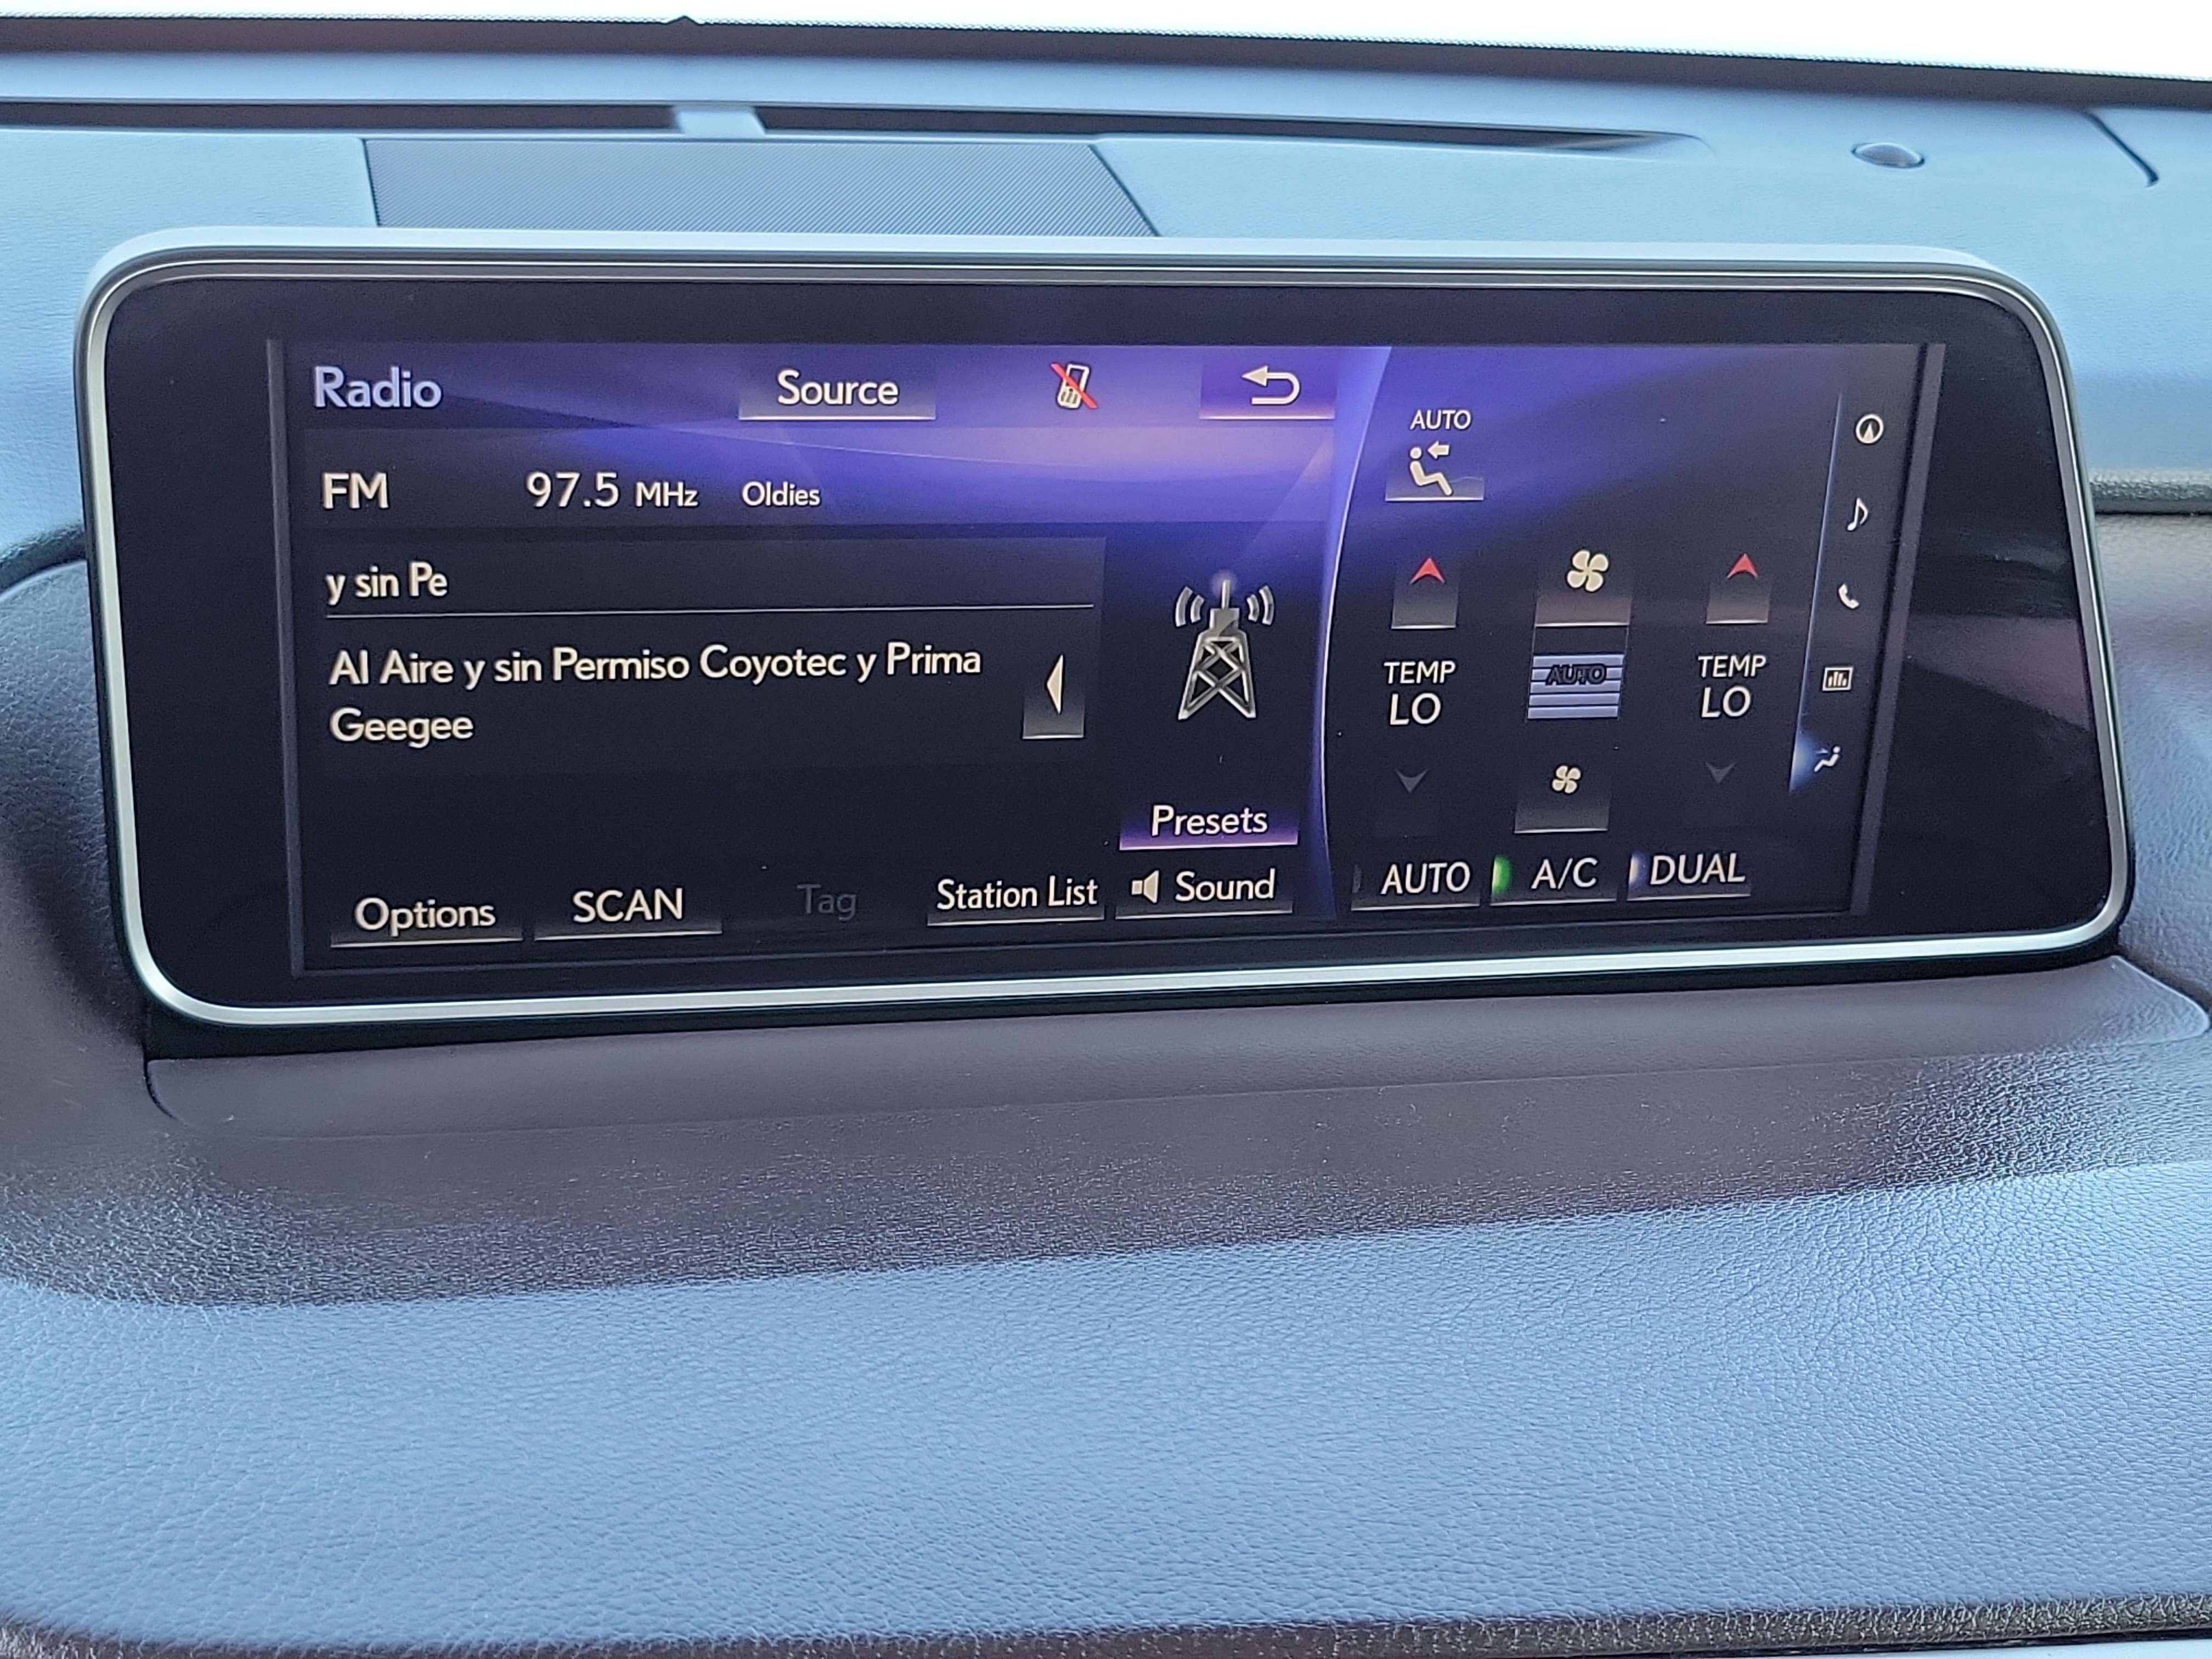 Radio
Source
FM 97.5 MHz Oldies
y sin Pe
Al Aire y sin Permiso Coyotec y Prima
Geegee
Presets
Options SCAN Tag Station List Sound
AUTO
TEMP
LO
AUTO
TEMP
LO
AUTO A/C DUAL